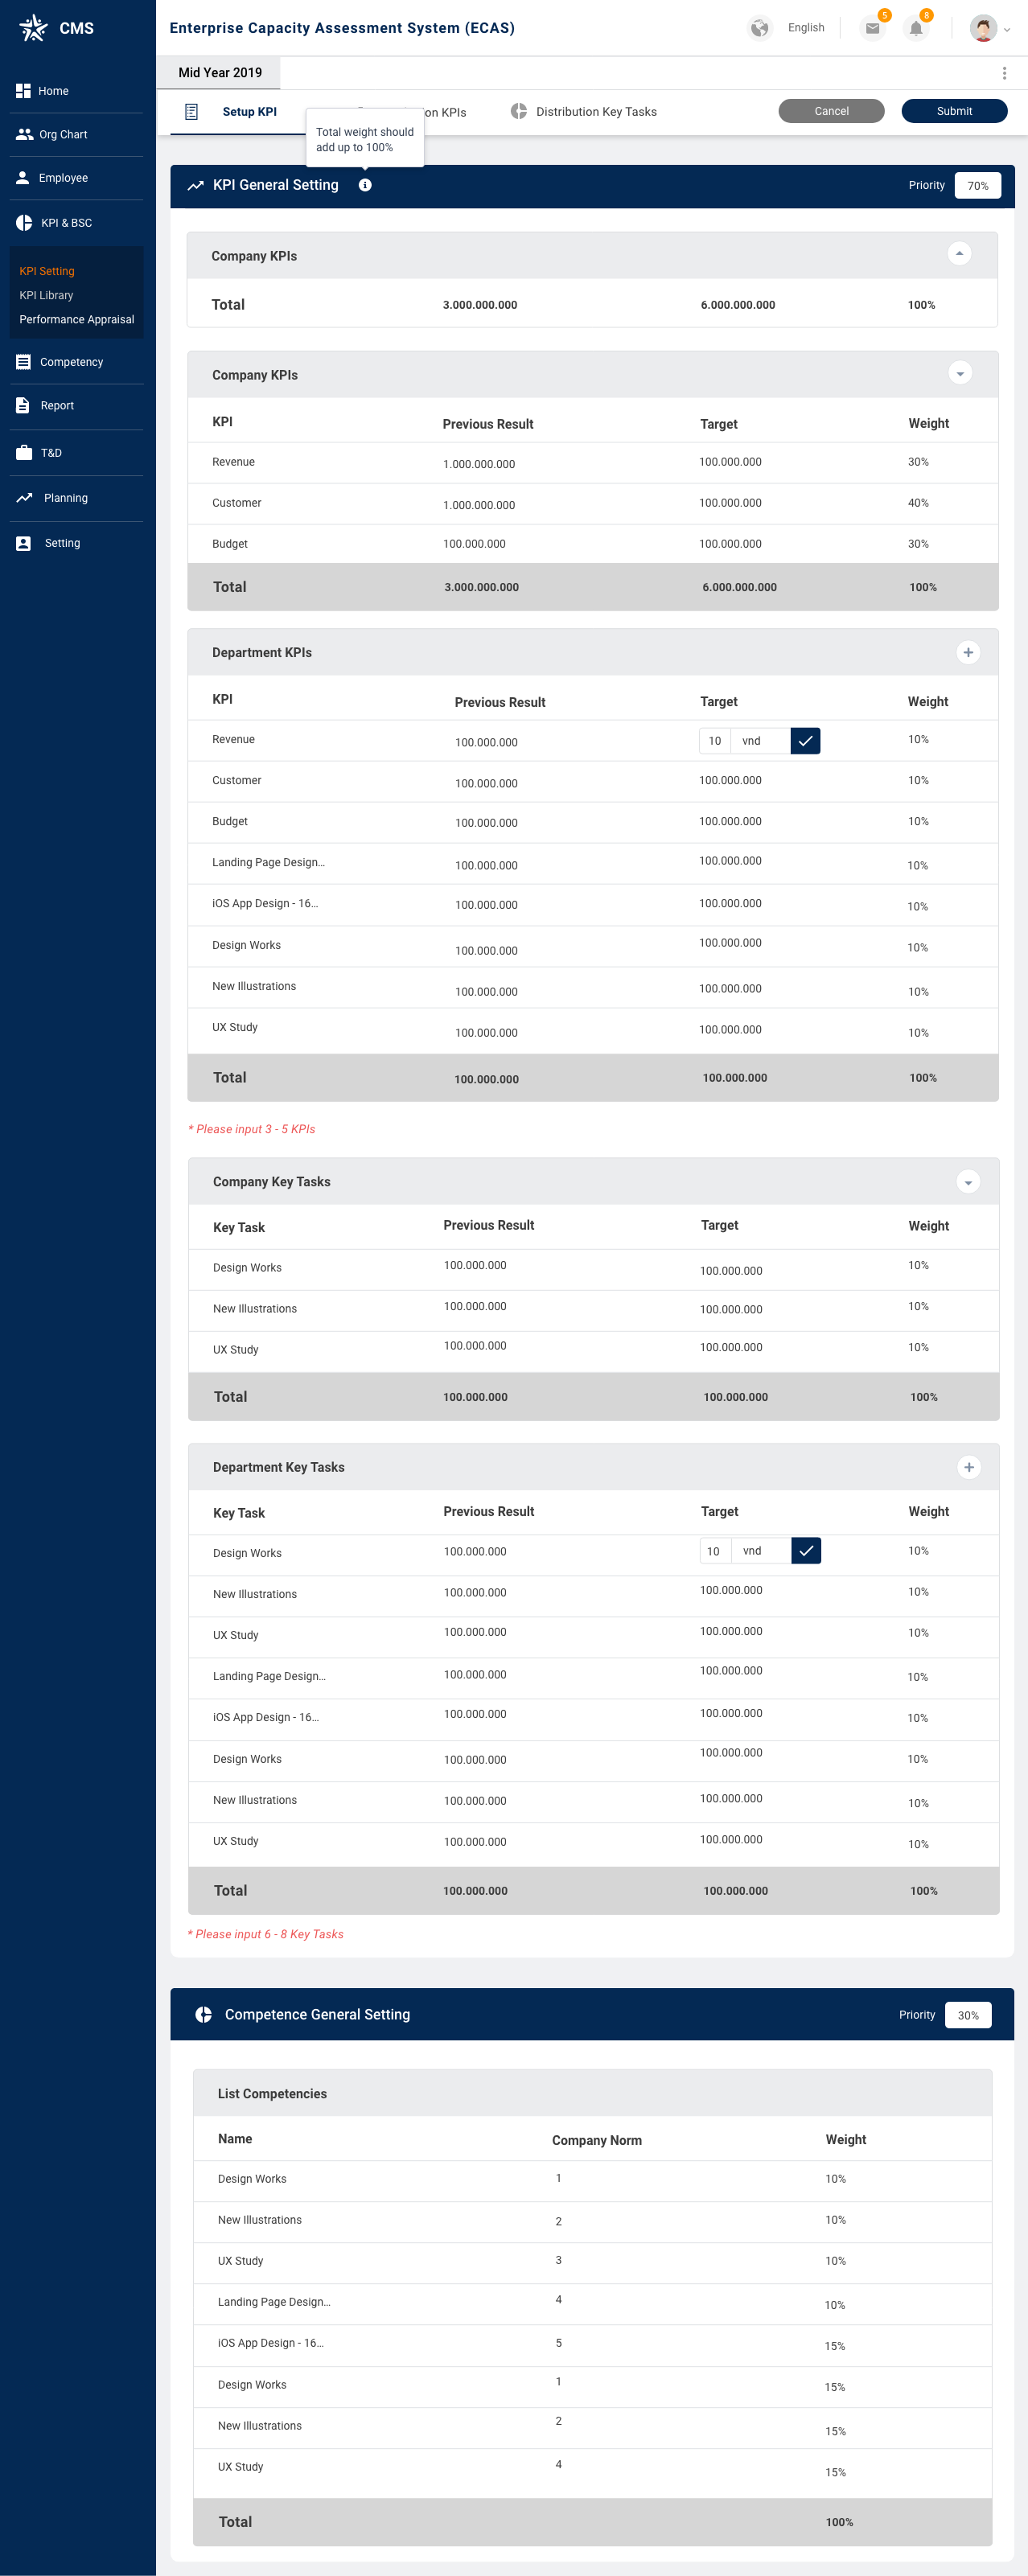 CMS
Enterprise Capacity Assessment System (ECAS)
English
5
8
Mid Year 2019
Home
Org Chart
Employee
KPI & BSC
KPI Setting
KPI Library
Performance Appraisal
Competency
Report
T&D
Planning
Setting
Setup KPI
on KPIs
Distribution Key Tasks
Cancel
Submit
Total weight should
add up to 100%
KPI General Setting
Priority 70%
Company KPIs
Total 3.000.000.000 6.000.000.000 100%
Company KPIs
KPI Previous Result Target Weight
Revenue 1.000.000.000 100.000.000 30%
Customer 1.000.000.000 100.000.000 40%
Budget 100.000.000 100.000.000 30%
Total 3.000.000.000 6.000.000.000 100%
Department KPIs
KPI Previous Result Target Weight
Revenue 100.000.000 10 vnd 10%
Customer 100.000.000 100.000.000 10%
Budget 100.000.000 100.000.000 10%
Landing Page Design... 100.000.000 100.000.000 10%
iOS App Design - 16... 100.000.000 100.000.000 10%
Design Works 100.000.000 100.000.000 10%
New Illustrations 100.000.000 100.000.000 10%
UX Study 100.000.000 100.000.000 10%
Total 100.000.000 100.000.000 100%
* Please input 3 - 5 KPIs
Company Key Tasks
Key Task Previous Result Target Weight
Design Works 100.000.000 100.000.000 10%
New Illustrations 100.000.000 100.000.000 10%
UX Study 100.000.000 100.000.000 10%
Total 100.000.000 100.000.000 100%
Department Key Tasks
Key Task Previous Result Target Weight
Design Works 100.000.000 10 vnd 10%
New Illustrations 100.000.000 100.000.000 10%
UX Study 100.000.000 100.000.000 10%
Landing Page Design... 100.000.000 100.000.000 10%
iOS App Design - 16... 100.000.000 100.000.000 10%
Design Works 100.000.000 100.000.000 10%
New Illustrations 100.000.000 100.000.000 10%
UX Study 100.000.000 100.000.000 10%
Total 100.000.000 100.000.000 100%
* Please input 6 - 8 Key Tasks
Competence General Setting
Priority 30%
List Competencies
Name Company Norm Weight
Design Works 1 10%
New Illustrations 2 10%
UX Study 3 10%
Landing Page Design... 4 10%
iOS App Design - 16... 5 15%
Design Works 1 15%
New Illustrations 2 15%
UX Study 4 15%
Total 100%